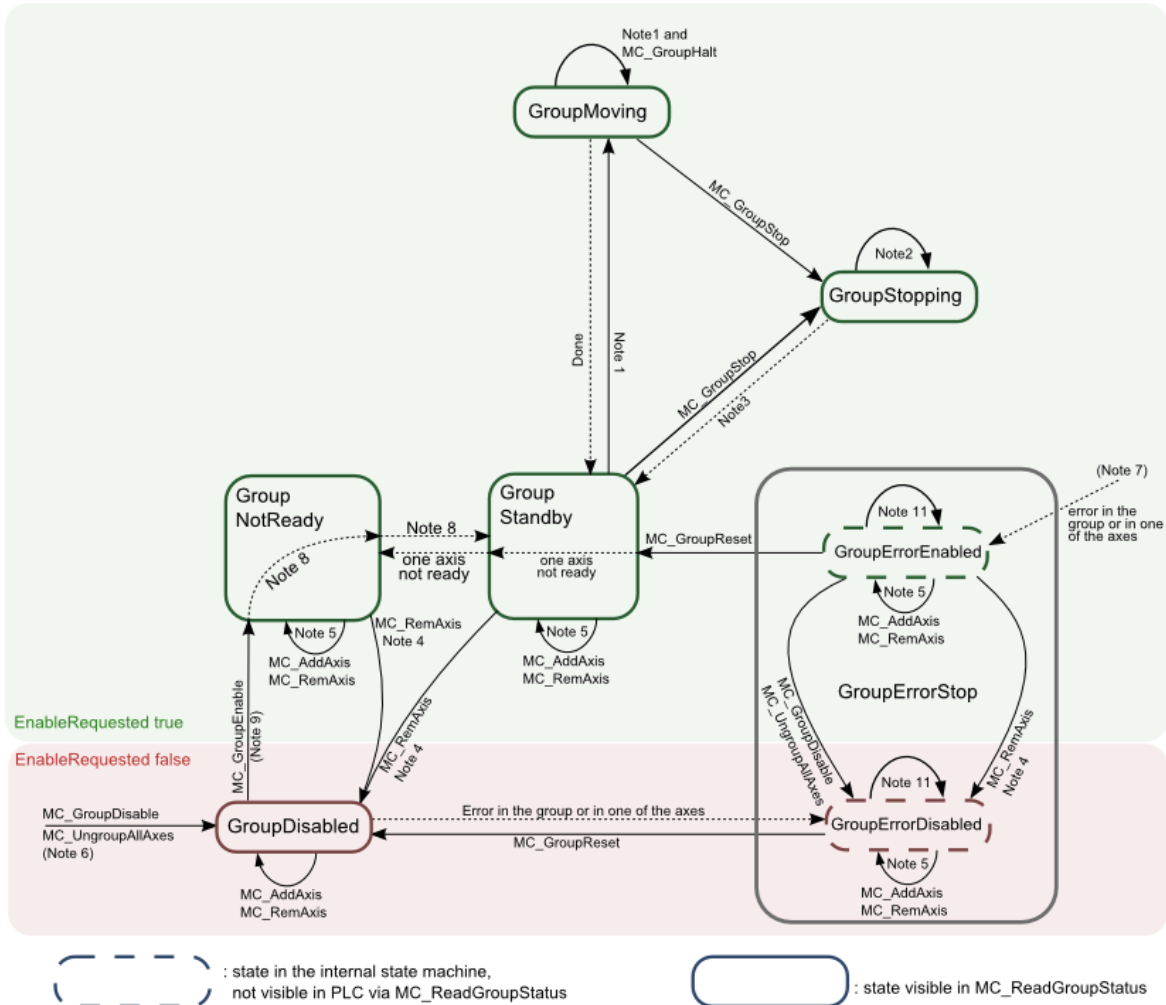 Note1 and
MC_GroupHalt
GroupMoving
MC_GroupStop
Note2
GroupStopping
Done
Note 1
MC_GroupStop
Note3
Group
NotReady
Note 8
Note 8
one axis
not ready
Group
Standby
one axis
not ready
MC_GroupReset
(Note 7)
error in the
group or in one
of the axes
Note 11
GroupErrorEnabled
Note 5
MC_AddAxis
MC_RemAxis
Note 5
MC_AddAxis
MC_RemAxis
MC_RemAxis
Note 4
Note 5
MC_AddAxis
MC_RemAxis
GroupErrorStop
MC_GroupDisable
MC_UngroupAllAxes
MC_RemAxis
Note 4
MC_RemAxis
Note 4
MC_GroupEnable
(Note 9)
EnableRequested true
EnableRequested false
MC_GroupDisable
MC_UngroupAllAxes
(Note 6)
GroupDisabled
Error in the group or in one of the axes
MC_GroupReset
Note 11
GroupErrorDisabled
Note 5
MC_AddAxis
MC_RemAxis
MC_AddAxis
MC_RemAxis
: state in the internal state machine,
not visible in PLC via MC_ReadGroupStatus
: state visible in MC_ReadGroupStatus